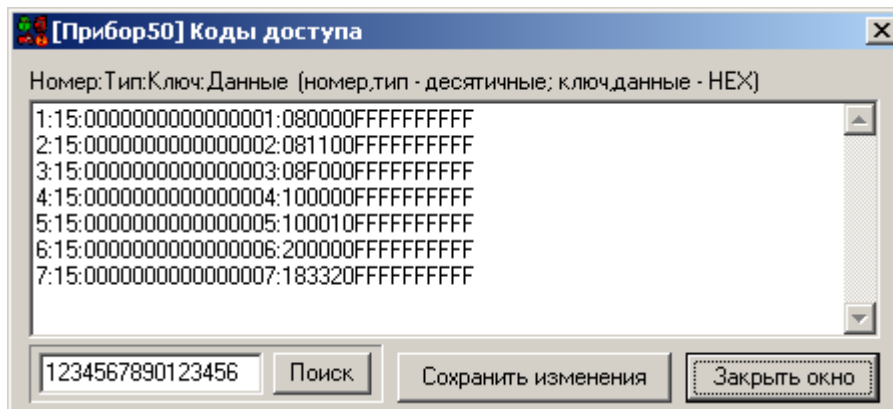 [Прибор50] Коды доступа
Номер:Тип:Ключ:Данные (номер,тип - десятичные; ключ,данные - HEX)
1:15:0000000000000001:080000FFFFFFFFFF
2:15:0000000000000002:081100FFFFFFFFFF
3:15:0000000000000003:08F000FFFFFFFFFF
4:15:0000000000000004:100000FFFFFFFFFF
5:15:0000000000000005:100010FFFFFFFFFF
6:15:0000000000000006:200000FFFFFFFFFF
7:15:0000000000000007:183320FFFFFFFFFF
1234567890123456 Поиск Сохранить изменения Закрыть окно